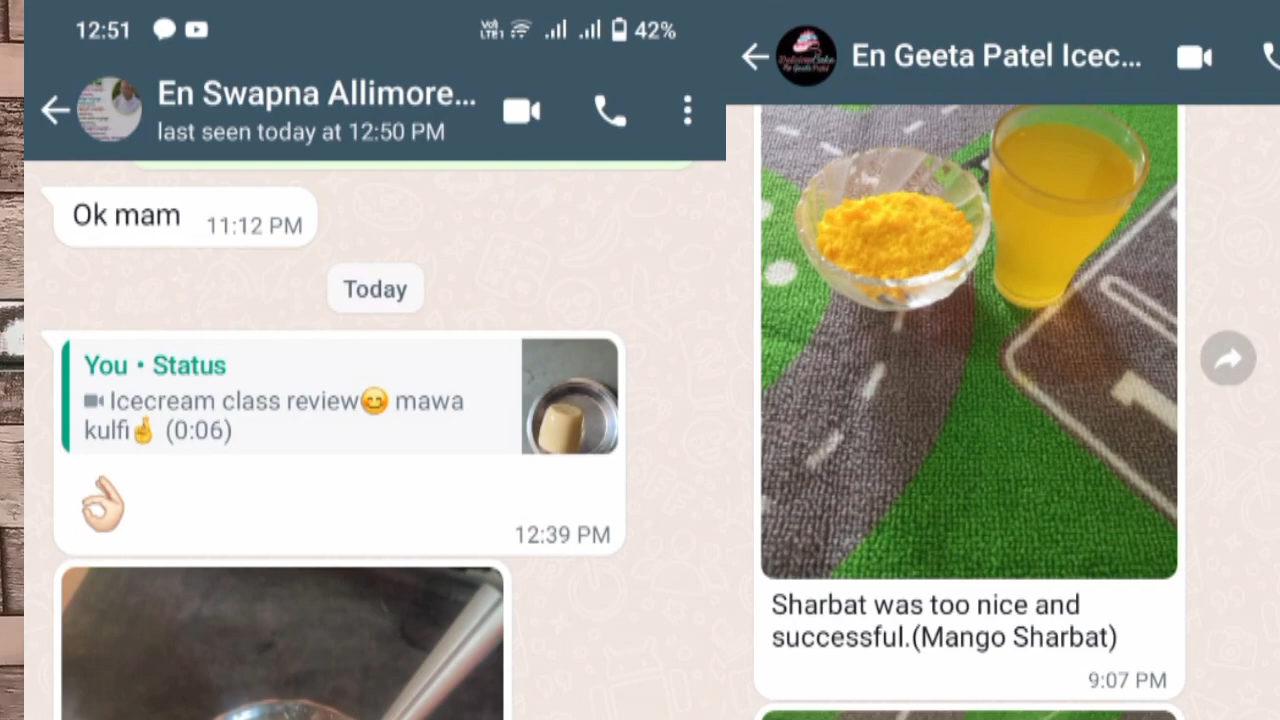 12:51
Vo) LTE1 42%
En Swapna Allimore...
last seen today at 12:50 PM
Ok mam 11:12 PM
Today
You • Status
Icecream class review😊 mawa
kulfi🤞 (0:06)
👌🏻
12:39 PM
En Geeta Patel Icec...
Sharbat was too nice and
successful.(Mango Sharbat)
9:07 PM